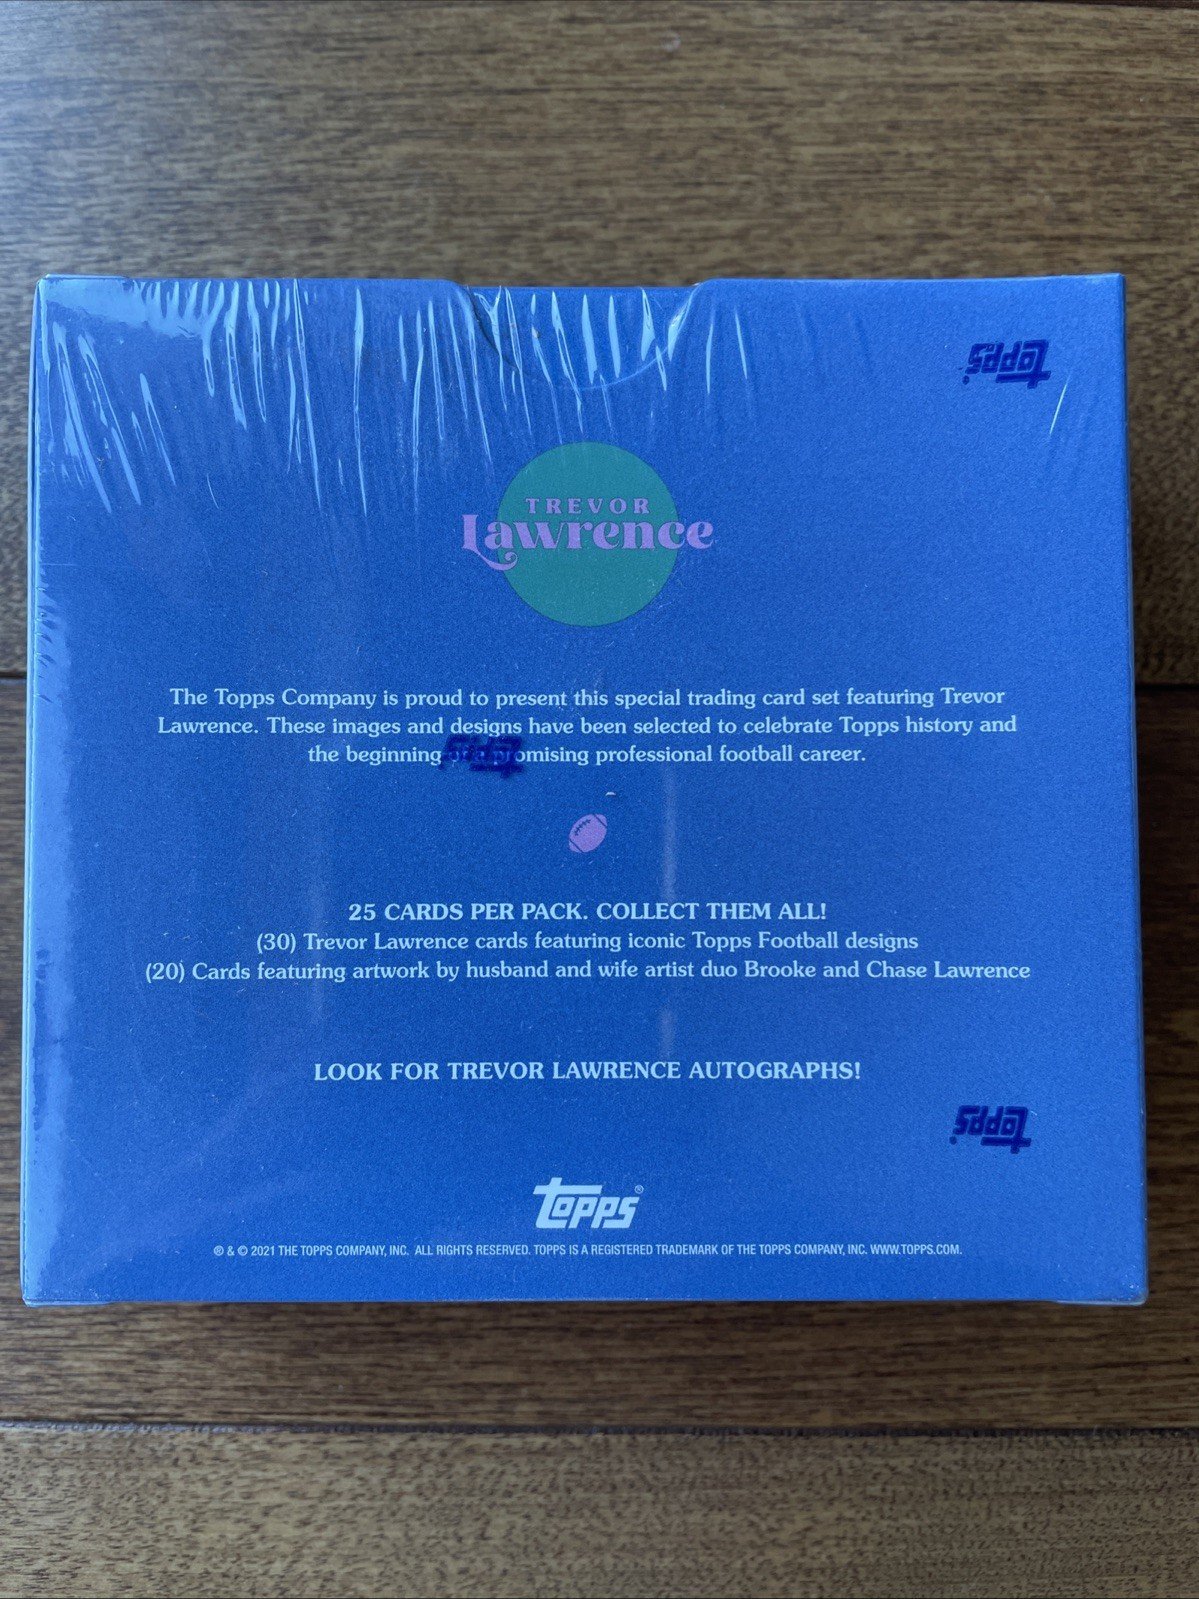 Topps
TREVOR
Lawrence
The Topps Company is proud to present this special trading card set featuring Trevor
Lawrence. These images and designs have been selected to celebrate Topps history and
the beginning of a promising professional football career.
Topps
25 CARDS PER PACK. COLLECT THEM ALL!
(30) Trevor Lawrence cards featuring iconic Topps Football designs
(20) Cards featuring artwork by husband and wife artist duo Brooke and Chase Lawrence
LOOK FOR TREVOR LAWRENCE AUTOGRAPHS!
Topps
Topps®
® & © 2021 THE TOPPS COMPANY, INC. ALL RIGHTS RESERVED. TOPPS IS A REGISTERED TRADEMARK OF THE TOPPS COMPANY, INC. WWW.TOPPS.COM.